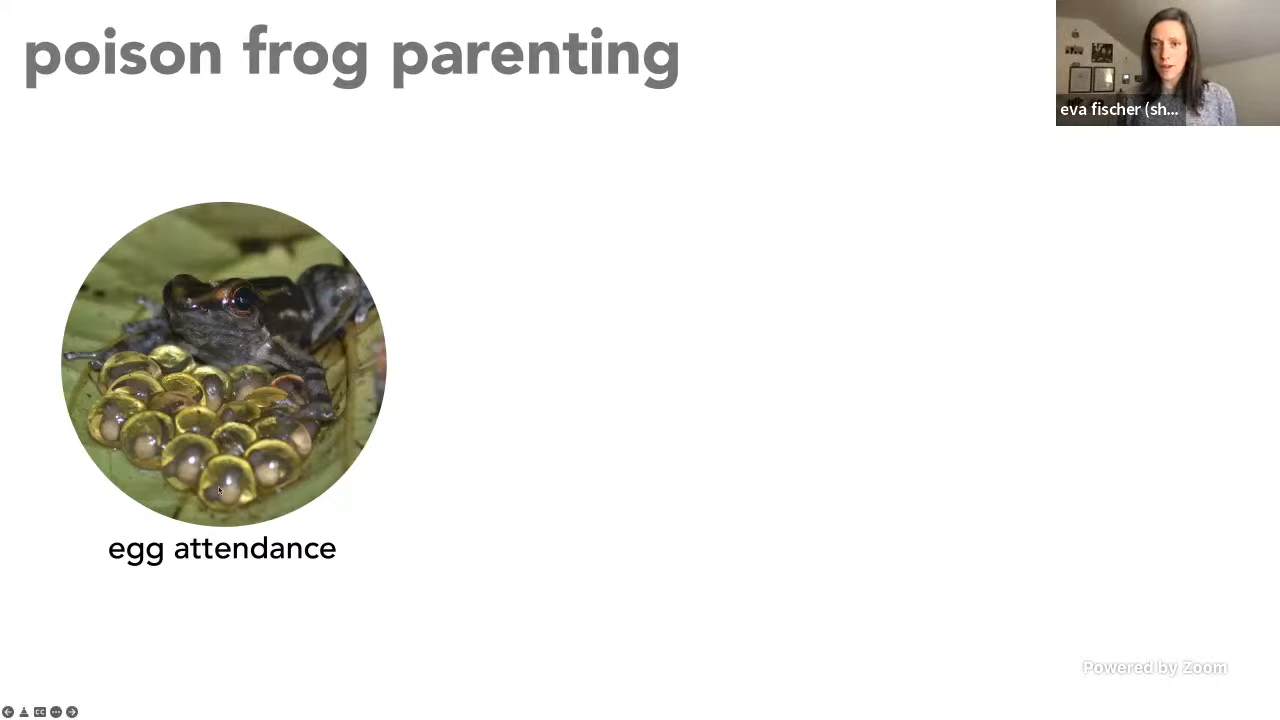 poison frog parenting
eva fischer (sh...
egg attendance
Powered by Zoom